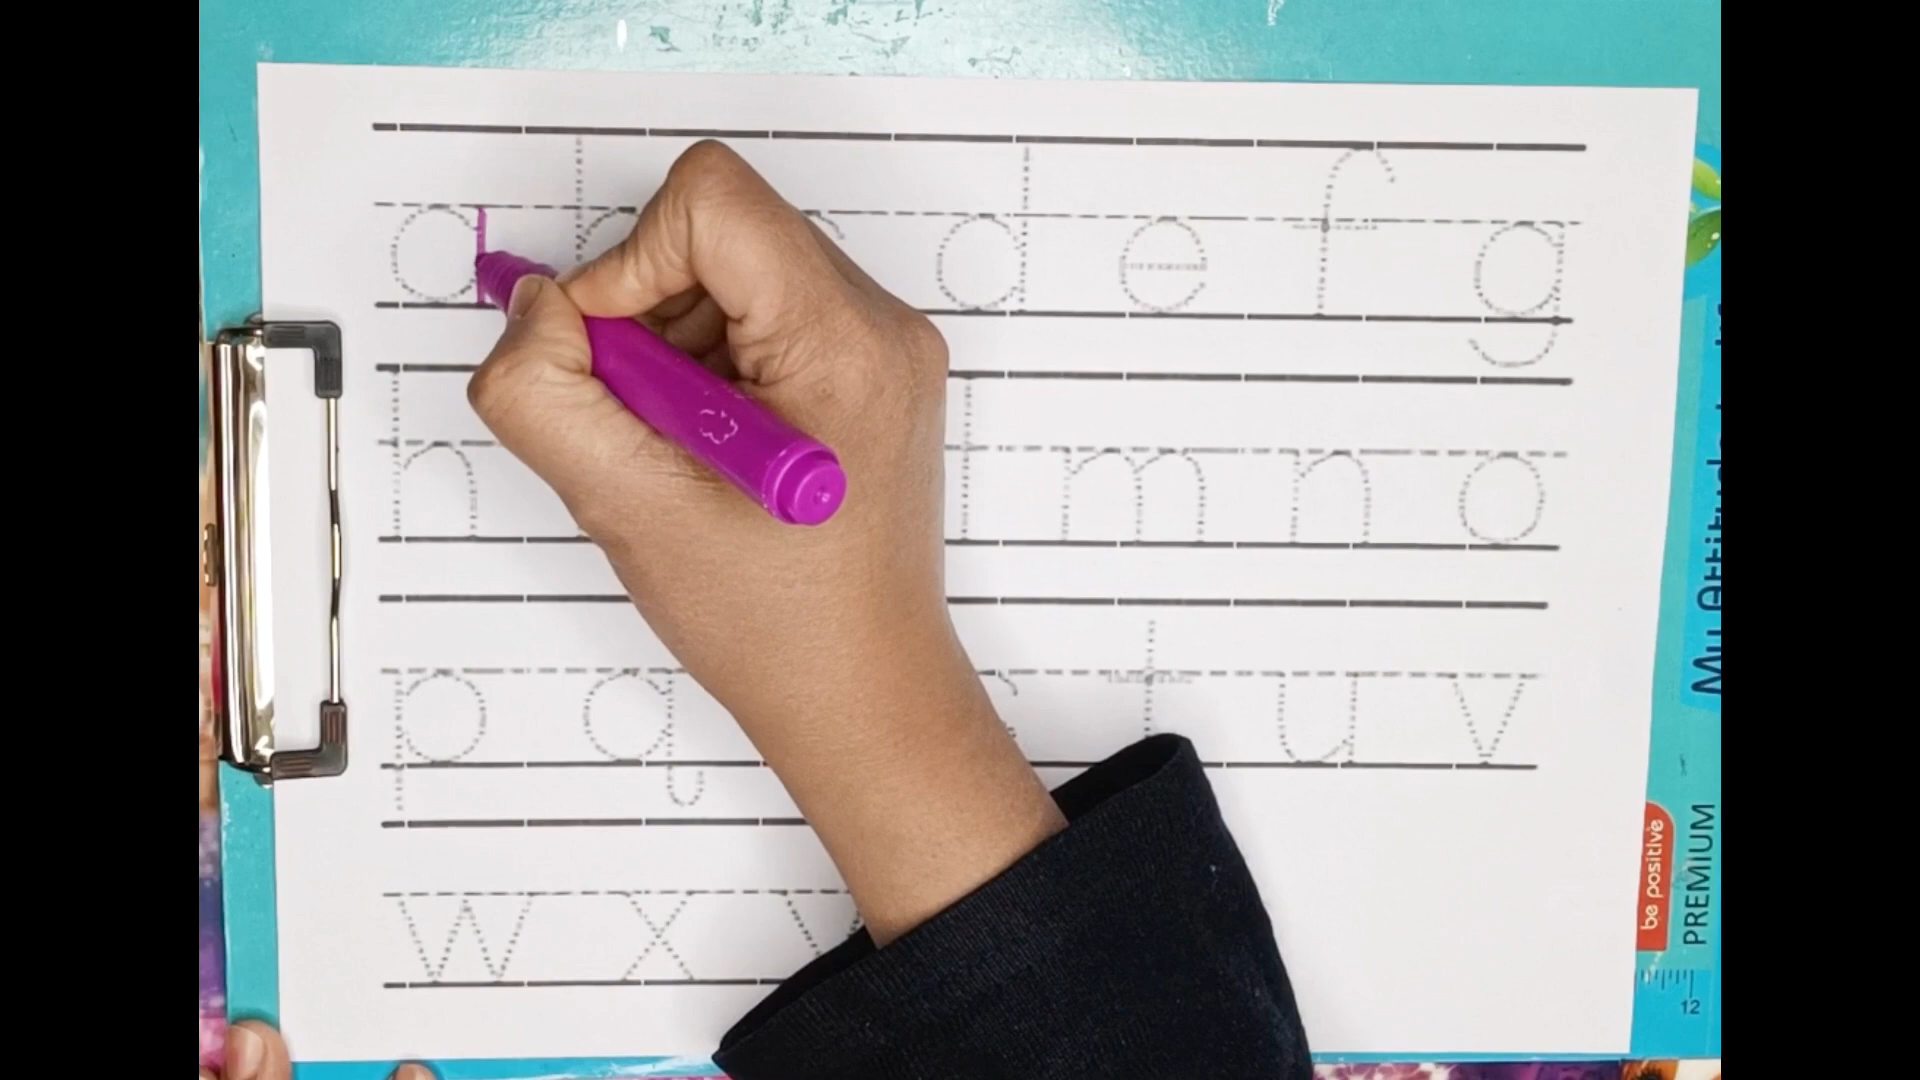 a b c d e f g
h l m n o
p q s t u v
w x y
My Attitude
be positive
PREMIUM
12